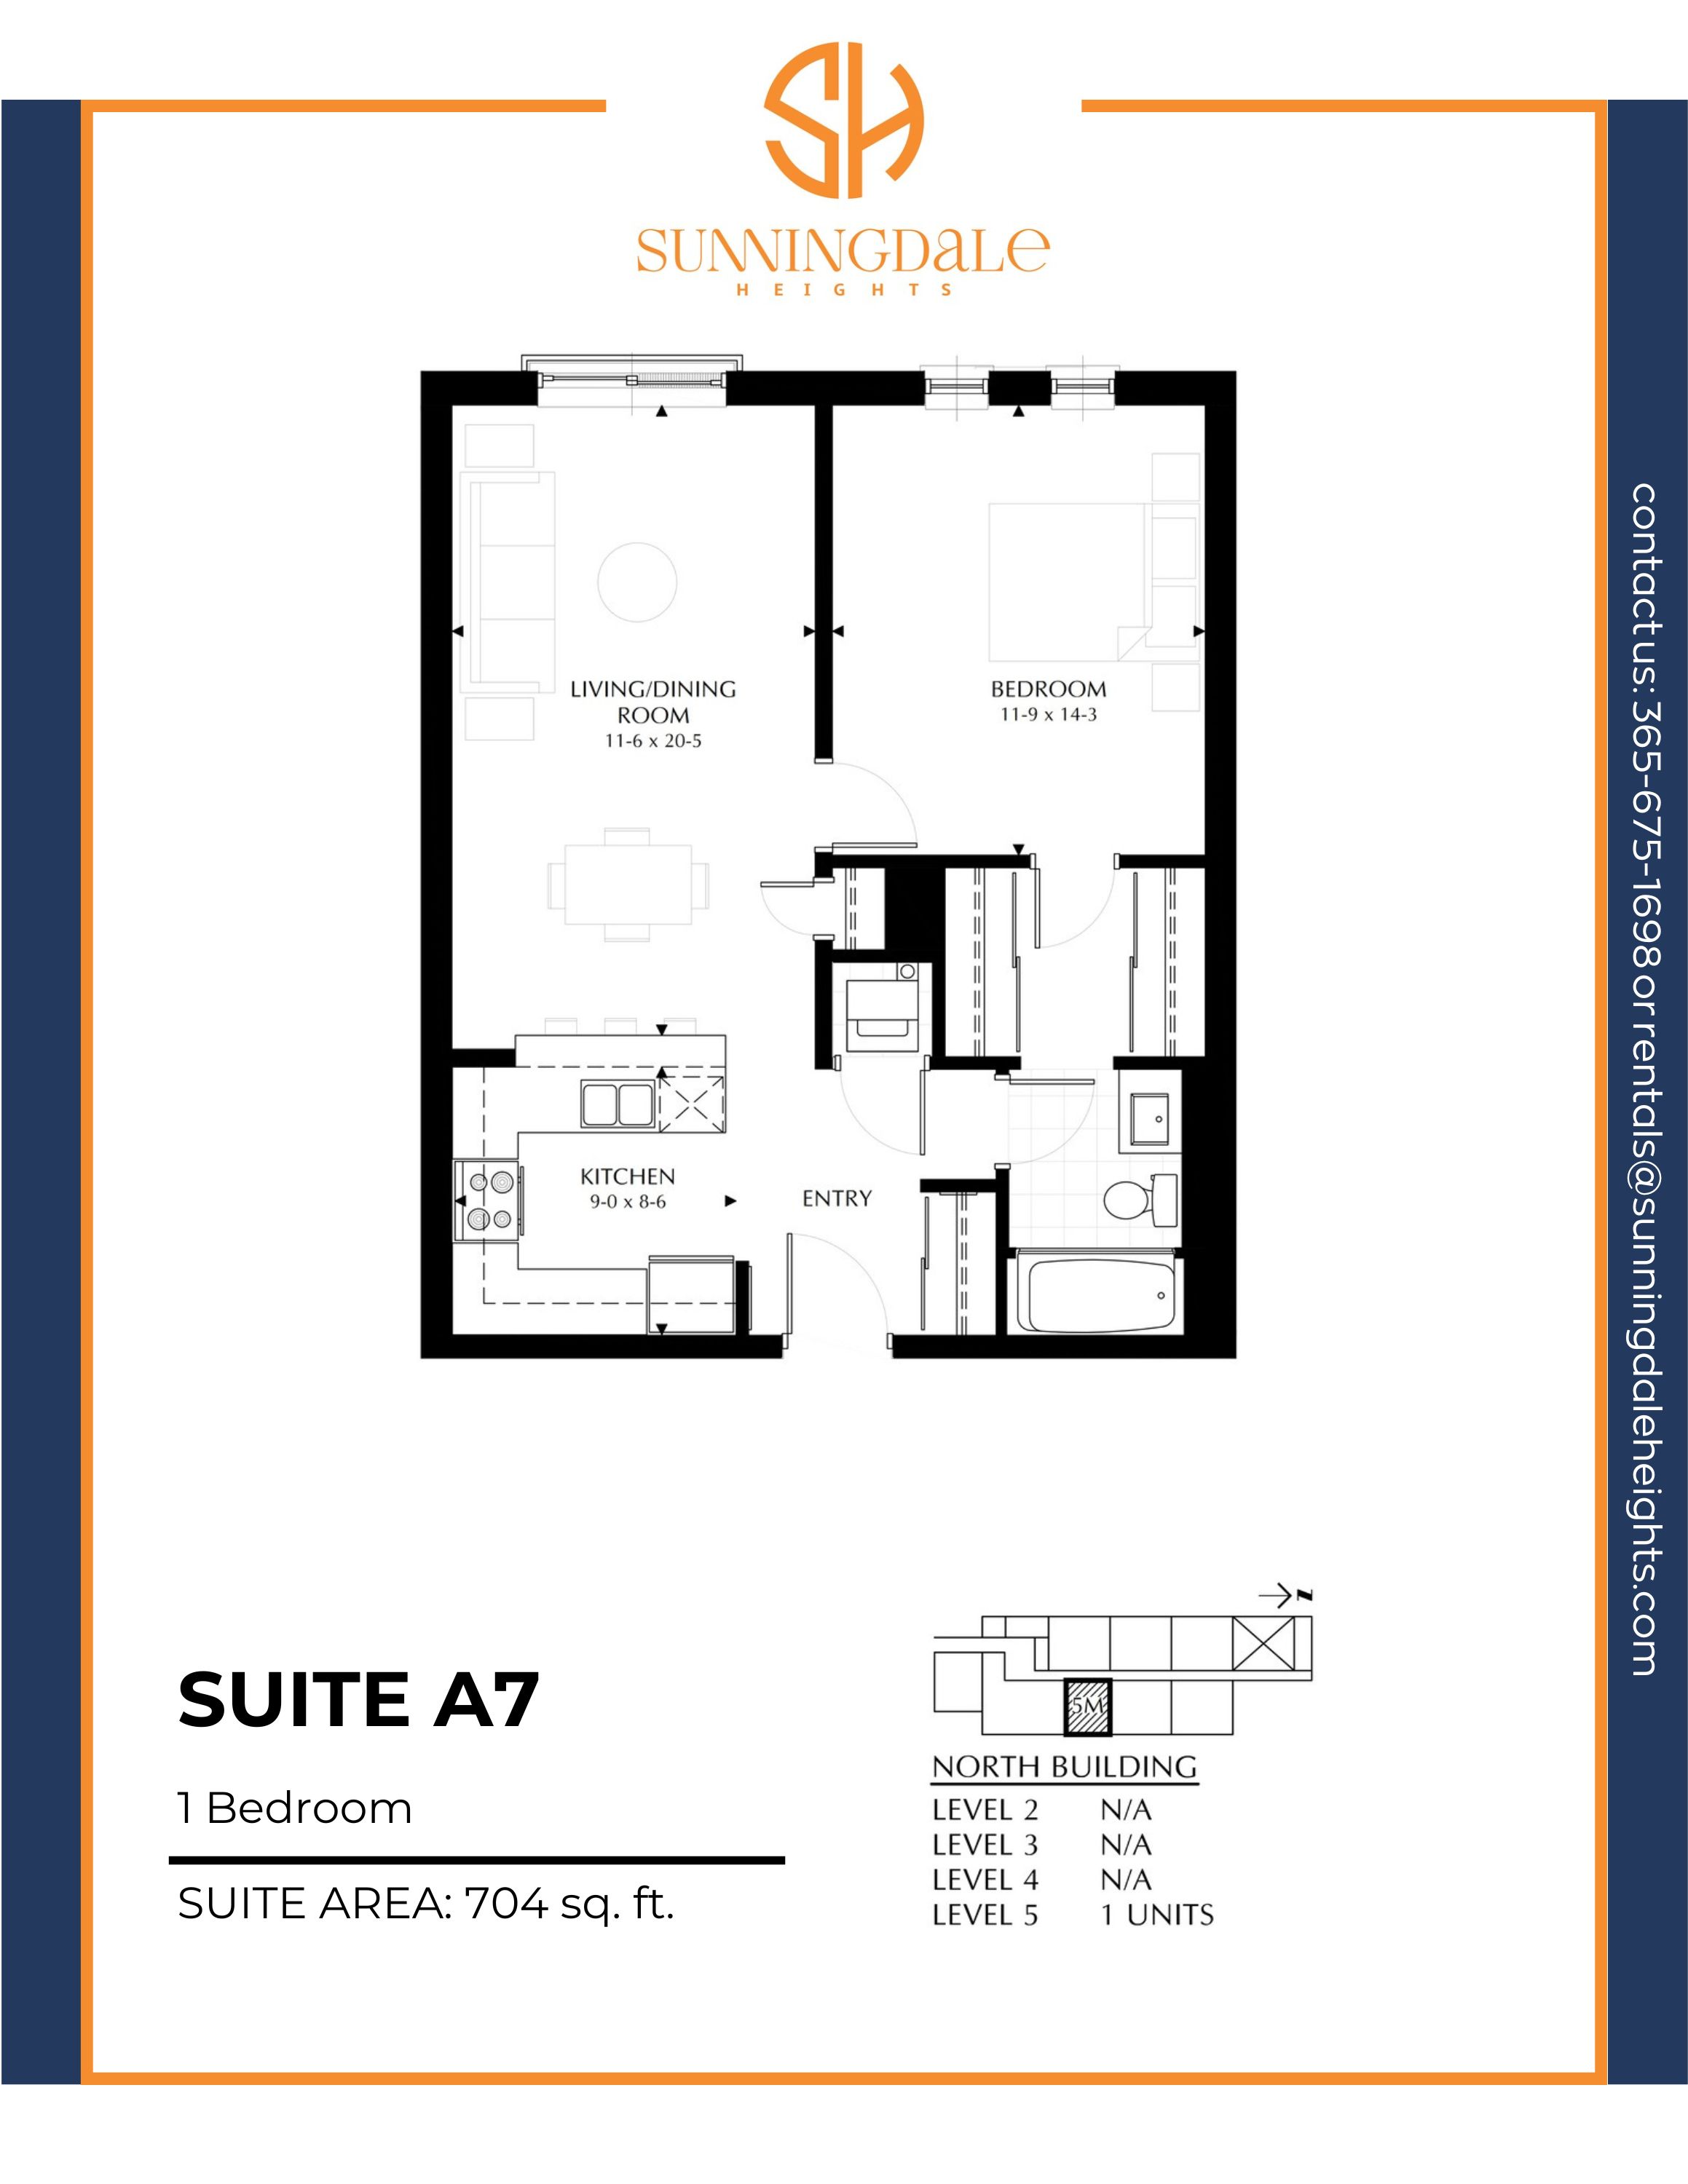 SH
SUNNINGDALE
HEIGHTS
LIVING/DINING
ROOM
11-6 x 20-5
BEDROOM
11-9 x 14-3
KITCHEN
9-0 x 8-6
ENTRY
contact us: 365-675-1698 or rentals@sunningdaleheights.com
SUITE A7
1 Bedroom
SUITE AREA: 704 sq. ft.
N
5M
NORTH BUILDING
LEVEL 2 N/A
LEVEL 3 N/A
LEVEL 4 N/A
LEVEL 5 1 UNITS